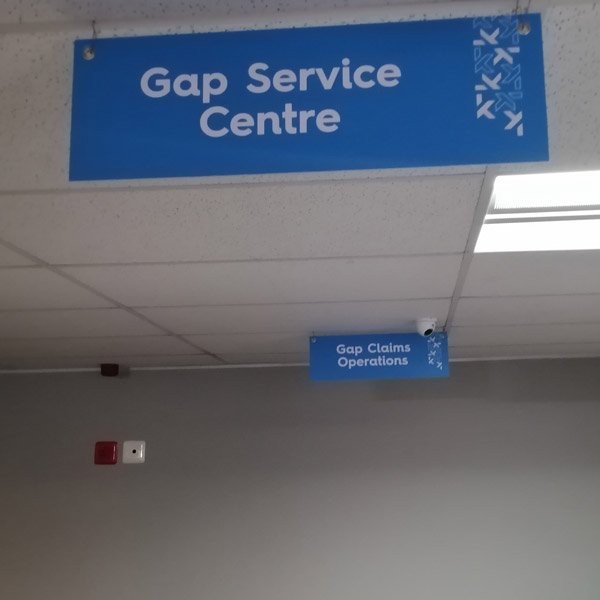 Gap Service
Centre
Gap Claims
Operations